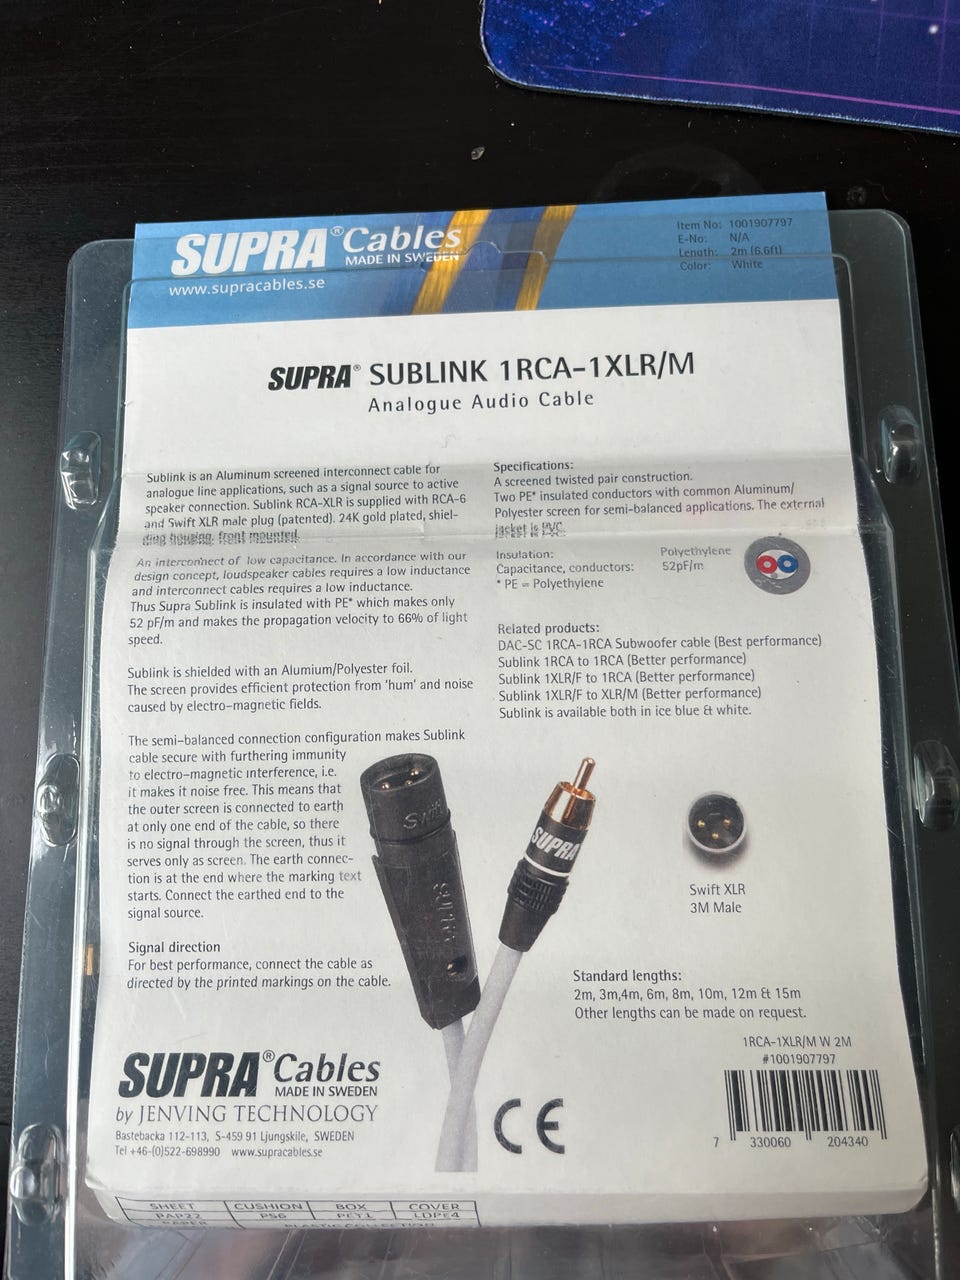 SUPRA® Cables
MADE IN SWEDEN
www.supracables.se
Item No: 1001907797
E-No: N/A
Length: 2m (6.6ft)
Color: White
SUPRA® SUBLINK 1RCA-1XLR/M
Analogue Audio Cable
Sublink is an Aluminum screened interconnect cable for
analogue line applications, such as a signal source to active
speaker connection. Sublink RCA-XLR is supplied with RCA-6
and Swift XLR male plug (patented). 24K gold plated, shiel-
ding housing, front mounted.
An interconnect of low capacitance. In accordance with our
design concept, loudspeaker cables requires a low inductance
and interconnect cables requires a low inductance.
Thus Supra Sublink is insulated with PE* which makes only
52 pF/m and makes the propagation velocity to 66% of light
speed.
Sublink is shielded with an Alumium/Polyester foil.
The screen provides efficient protection from 'hum' and noise
caused by electro-magnetic fields.
The semi-balanced connection configuration makes Sublink
cable secure with furthering immunity
to electro-magnetic interference, i.e.
it makes it noise free. This means that
the outer screen is connected to earth
at only one end of the cable, so there
is no signal through the screen, thus it
serves only as screen. The earth connec-
tion is at the end where the marking text
starts. Connect the earthed end to the
signal source.
Signal direction
For best performance, connect the cable as
directed by the printed markings on the cable.
Specifications:
A screened twisted pair construction.
Two PE* insulated conductors with common Aluminum/
Polyester screen for semi-balanced applications. The external
jacket is PVC.
Insulation: Polyethylene
Capacitance, conductors: 52pF/m
* PE = Polyethylene
Related products:
DAC-SC 1RCA-1RCA Subwoofer cable (Best performance)
Sublink 1RCA to 1RCA (Better performance)
Sublink 1XLR/F to 1RCA (Better performance)
Sublink 1XLR/F to XLR/M (Better performance)
Sublink is available both in ice blue & white.
Swift
SUPRA
SUPRA
Swift XLR
3M Male
Standard lengths:
2m, 3m,4m, 6m, 8m, 10m, 12m & 15m
Other lengths can be made on request.
SUPRA® Cables
MADE IN SWEDEN
by JENVING TECHNOLOGY
Bastebacka 112-113, S-459 91 Ljungskile, SWEDEN
Tel +46-(0)522-698990 www.supracables.se
CE
1RCA-1XLR/M W 2M
#1001907797
7 330060 204340
SHEET CUSHION BOX COVER
PAP22 PS6 PET1 LDPE4
PAPER PLASTIC COLLECTION